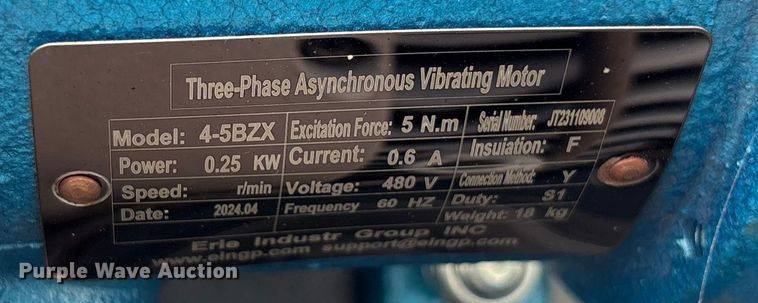 Three-Phase Asynchronous Vibrating Motor
Model: 4-5BZX Excitation Force: 5 N.m Serial Number: JT231109008
Power: 0.25 KW Current: 0.6 A Insulation: F
Speed: r/min Voltage: 480 V Connection Method: Y
Date: 2024.04 Frequency 60 HZ Duty: S1
Weight: 18 kg
Erie Industr Group INC
www.eingp.com support@eingp.com
Purple Wave Auction